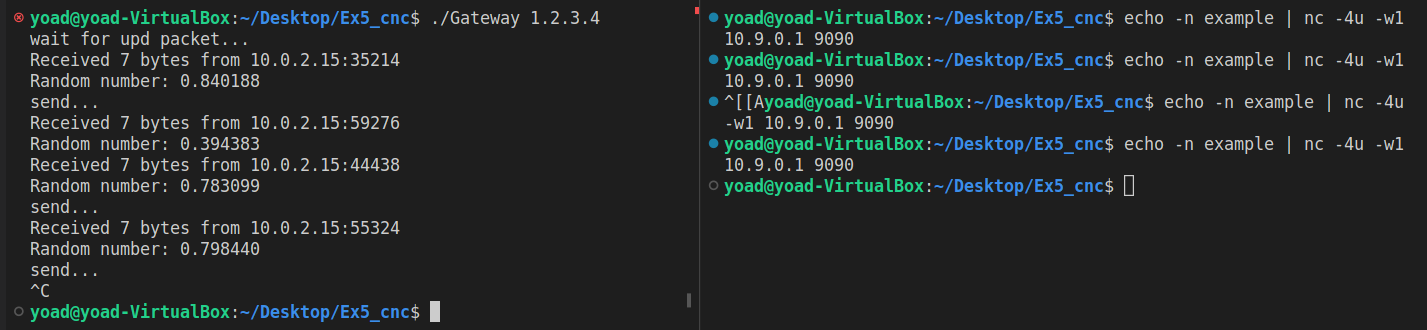 yoad@yoad-VirtualBox:~/Desktop/Ex5_cnc$ ./Gateway 1.2.3.4
wait for upd packet...
Received 7 bytes from 10.0.2.15:35214
Random number: 0.840188
send...
Received 7 bytes from 10.0.2.15:59276
Random number: 0.394383
Received 7 bytes from 10.0.2.15:44438
Random number: 0.783099
send...
Received 7 bytes from 10.0.2.15:55324
Random number: 0.798440
send...
^C
yoad@yoad-VirtualBox:~/Desktop/Ex5_cnc$
yoad@yoad-VirtualBox:~/Desktop/Ex5_cnc$ echo -n example | nc -4u -w1
10.9.0.1 9090
yoad@yoad-VirtualBox:~/Desktop/Ex5_cnc$ echo -n example | nc -4u -w1
10.9.0.1 9090
^[[Ayoad@yoad-VirtualBox:~/Desktop/Ex5_cnc$ echo -n example | nc -4u
-w1 10.9.0.1 9090
yoad@yoad-VirtualBox:~/Desktop/Ex5_cnc$ echo -n example | nc -4u -w1
10.9.0.1 9090
yoad@yoad-VirtualBox:~/Desktop/Ex5_cnc$